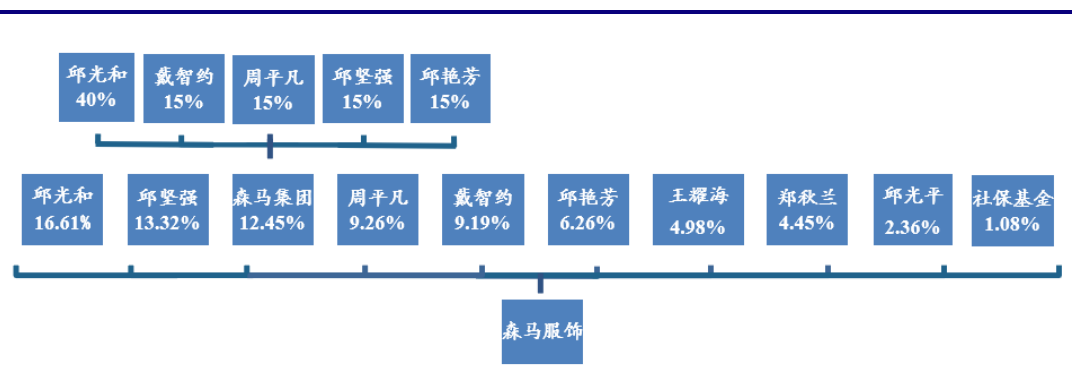 邱光和
40%
戴智约
15%
周平凡
15%
邱坚强
15%
邱艳芳
15%
邱光和
16.61%
邱坚强
13.32%
森马集团
12.45%
周平凡
9.26%
戴智约
9.19%
邱艳芳
6.26%
王耀海
4.98%
郑秋兰
4.45%
邱光平
2.36%
社保基金
1.08%
森马服饰